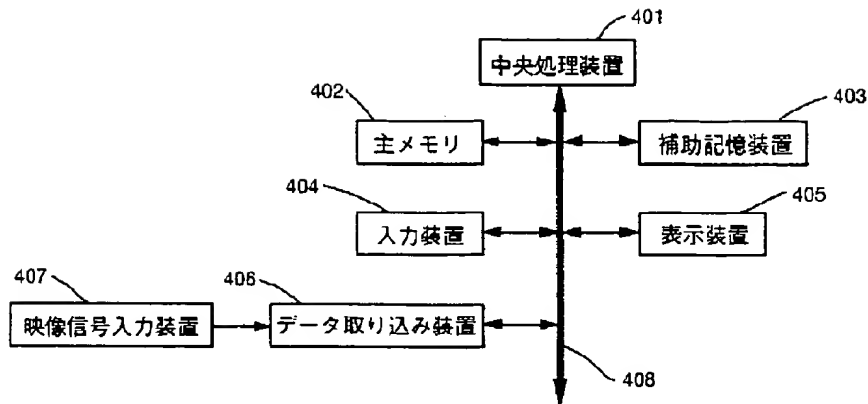 401
中央処理装置
402
主メモリ
403
補助記憶装置
404
入力装置
405
表示装置
407
映像信号入力装置
406
データ取り込み装置
408